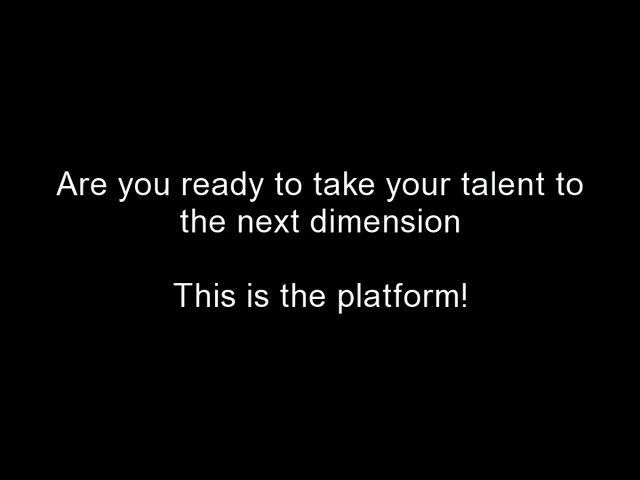 Are you ready to take your talent to
the next dimension
This is the platform!